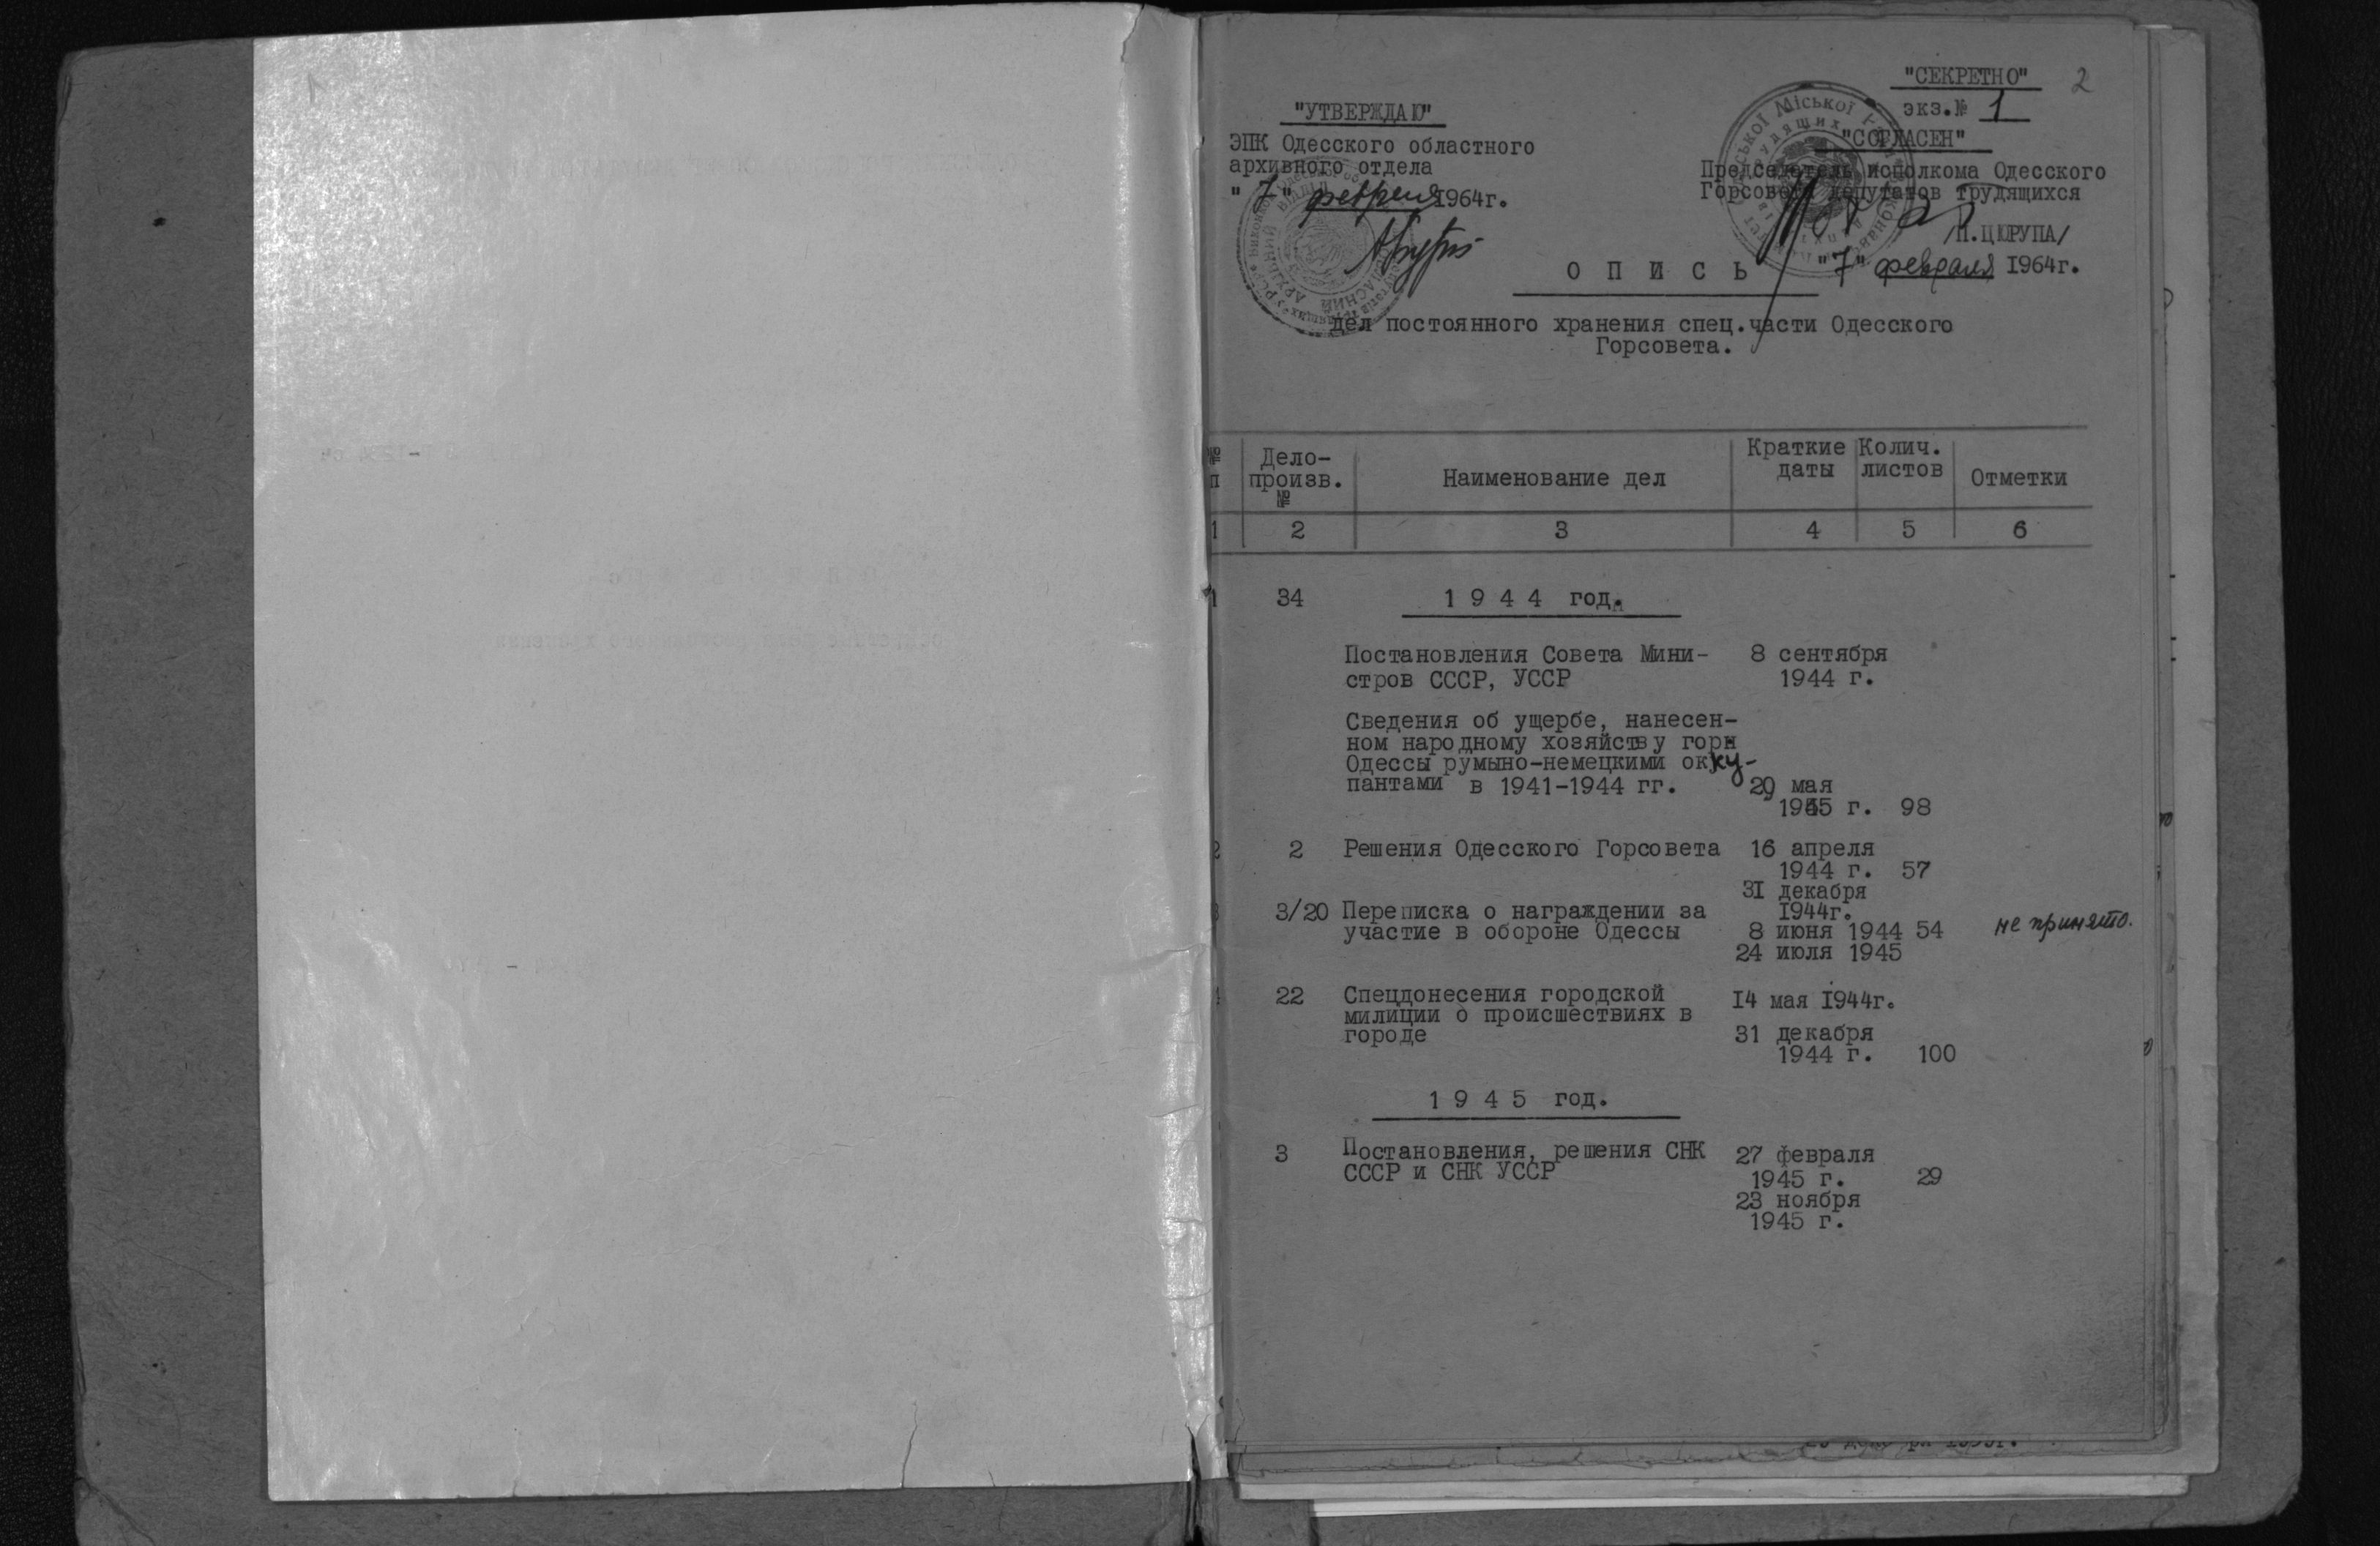 "СЕКРЕТНО" 2
экз.№ 1
"УТВЕРЖДАЮ"
ЭПК Одесского областного
архивного отдела
"7" февраля 1964г.
"СОГЛАСЕН"
Председатель исполкома Одесского
Горсовета депутатов трудящихся
/П.ЦЮРУПА/
"7" февраля 1964г.
О П И С Ь
дел постоянного хранения спец.части Одесского
Горсовета.
№ п
Дело-произв. №
Наименование дел
Краткие даты
Колич. листов
Отметки
1 2 3 4 5 6
1 34 1 9 4 4 год.
Постановления Совета Мини- 8 сентября
стров СССР, УССР 1944 г.
Сведения об ущербе, нанесен-
ном народному хозяйству горн
Одессы румыно-немецкими окку-
пантами в 1941-1944 гг. 29 мая
1945 г. 98
2 2 Решения Одесского Горсовета 16 апреля
1944 г. 57
31 декабря
3/20 Переписка о награждении за 1944г.
участие в обороне Одессы 8 июня 1944 54 не принято.
24 июля 1945
22 Спецдонесения городской 14 мая 1944г.
милиции о происшествиях в
городе 31 декабря
1944 г. 100
1 9 4 5 год.
3 Постановления, решения СНК 27 февраля
СССР и СНК УССР 1945 г. 29
23 ноября
1945 г.